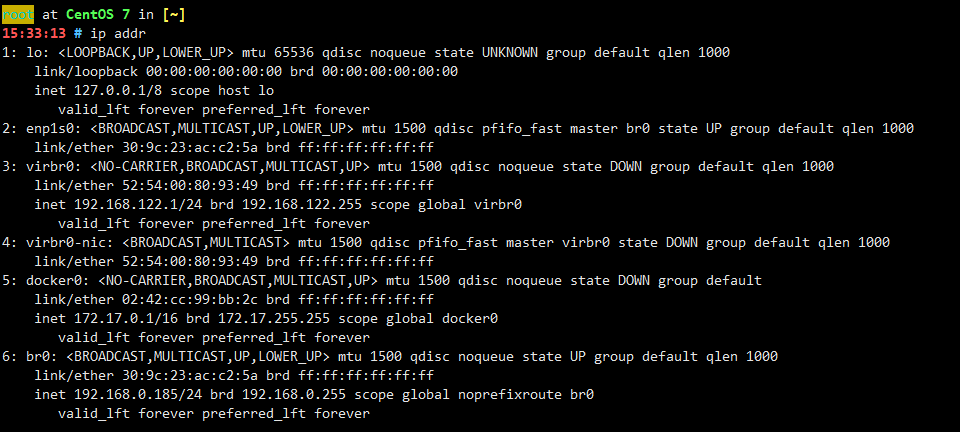 root at CentOS 7 in [~]
15:33:13 # ip addr
1: lo: <LOOPBACK,UP,LOWER_UP> mtu 65536 qdisc noqueue state UNKNOWN group default qlen 1000
    link/loopback 00:00:00:00:00:00 brd 00:00:00:00:00:00
    inet 127.0.0.1/8 scope host lo
       valid_lft forever preferred_lft forever
2: enp1s0: <BROADCAST,MULTICAST,UP,LOWER_UP> mtu 1500 qdisc pfifo_fast master br0 state UP group default qlen 1000
    link/ether 30:9c:23:ac:c2:5a brd ff:ff:ff:ff:ff:ff
3: virbr0: <NO-CARRIER,BROADCAST,MULTICAST,UP> mtu 1500 qdisc noqueue state DOWN group default qlen 1000
    link/ether 52:54:00:80:93:49 brd ff:ff:ff:ff:ff:ff
    inet 192.168.122.1/24 brd 192.168.122.255 scope global virbr0
       valid_lft forever preferred_lft forever
4: virbr0-nic: <BROADCAST,MULTICAST> mtu 1500 qdisc pfifo_fast master virbr0 state DOWN group default qlen 1000
    link/ether 52:54:00:80:93:49 brd ff:ff:ff:ff:ff:ff
5: docker0: <NO-CARRIER,BROADCAST,MULTICAST,UP> mtu 1500 qdisc noqueue state DOWN group default
    link/ether 02:42:cc:99:bb:2c brd ff:ff:ff:ff:ff:ff
    inet 172.17.0.1/16 brd 172.17.255.255 scope global docker0
       valid_lft forever preferred_lft forever
6: br0: <BROADCAST,MULTICAST,UP,LOWER_UP> mtu 1500 qdisc noqueue state UP group default qlen 1000
    link/ether 30:9c:23:ac:c2:5a brd ff:ff:ff:ff:ff:ff
    inet 192.168.0.185/24 brd 192.168.0.255 scope global noprefixroute br0
       valid_lft forever preferred_lft forever